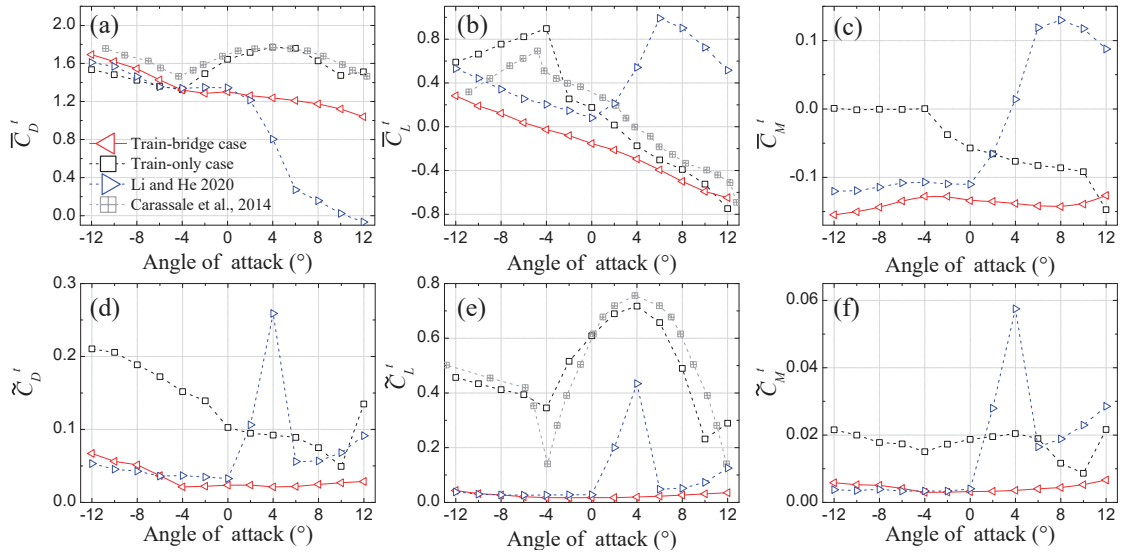 (a)
2.0
1.6
1.2
0.8
0.4
0.0
C̅_D^t
Train-bridge case
Train-only case
Li and He 2020
Carassale et al., 2014
-12 -8 -4 0 4 8 12
Angle of attack (°)
(b)
0.8
0.4
0.0
-0.4
-0.8
C̅_L^t
-12 -8 -4 0 4 8 12
Angle of attack (°)
(c)
0.1
0.0
-0.1
C̅_M^t
-12 -8 -4 0 4 8 12
Angle of attack (°)
(d)
0.3
0.2
0.1
0.0
C̃_D^t
-12 -8 -4 0 4 8 12
Angle of attack (°)
(e)
0.8
0.6
0.4
0.2
0.0
C̃_L^t
-12 -8 -4 0 4 8 12
Angle of attack (°)
(f)
0.06
0.04
0.02
0.00
C̃_M^t
-12 -8 -4 0 4 8 12
Angle of attack (°)